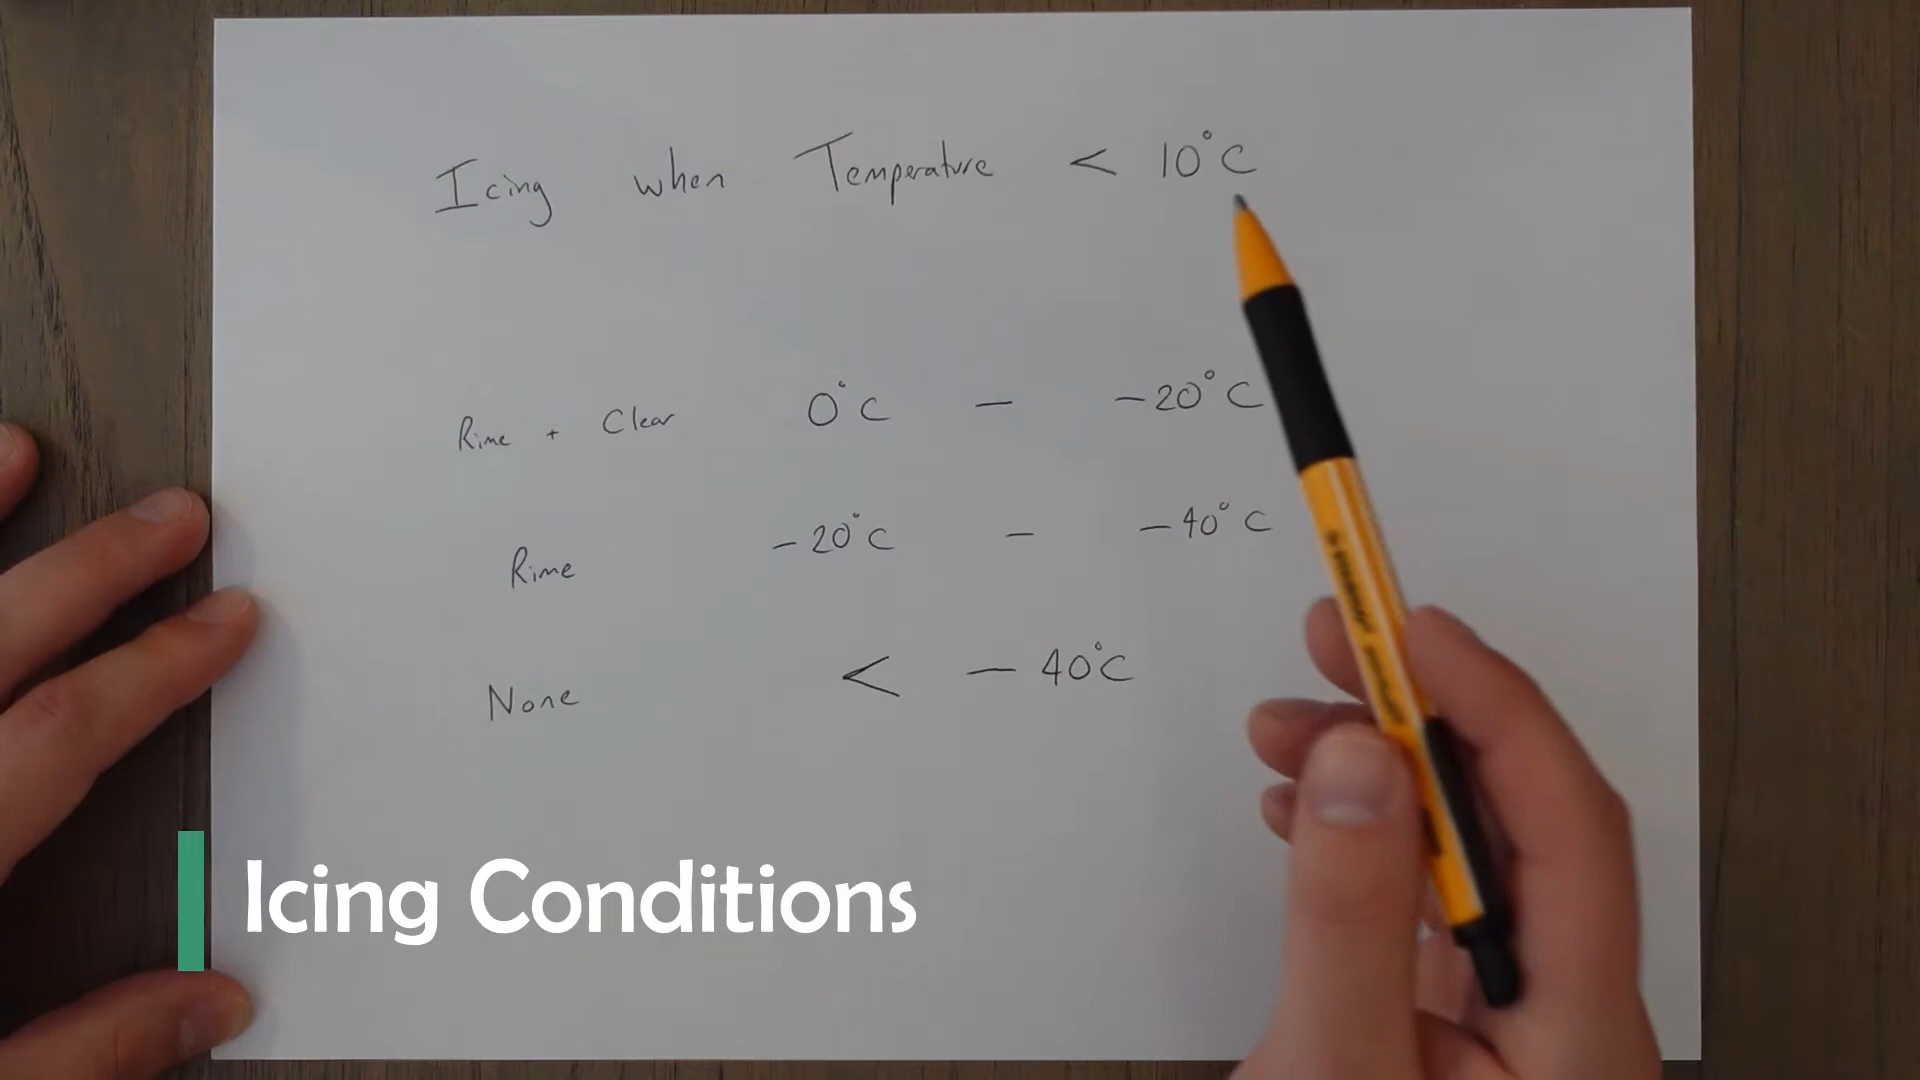 Icing when Temperature < 10°C
Rime + Clear 0°C – -20°C
Rime -20°C – -40°C
None < -40°C
Icing Conditions